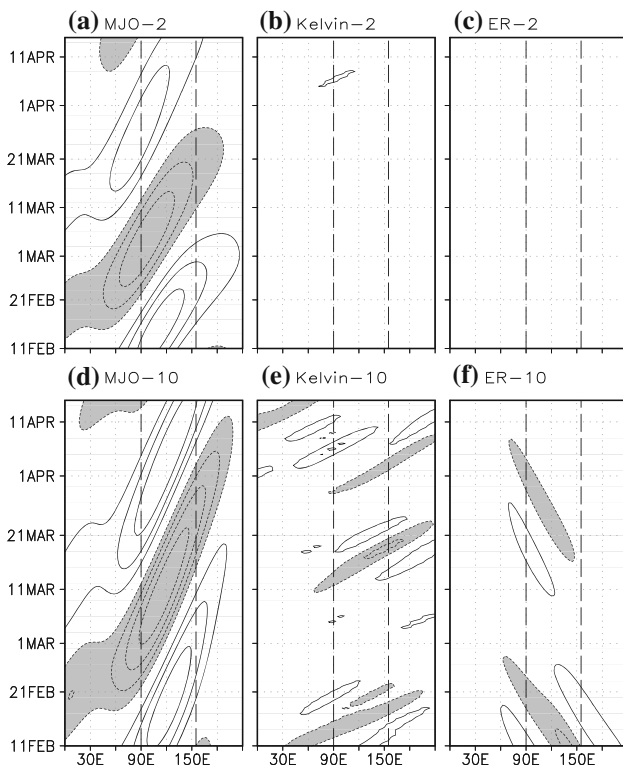 (a) MJO-2 (b) Kelvin-2 (c) ER-2
11APR
1APR
21MAR
11MAR
1MAR
21FEB
11FEB
(d) MJO-10 (e) Kelvin-10 (f) ER-10
11APR
1APR
21MAR
11MAR
1MAR
21FEB
11FEB
30E 90E 150E 30E 90E 150E 30E 90E 150E